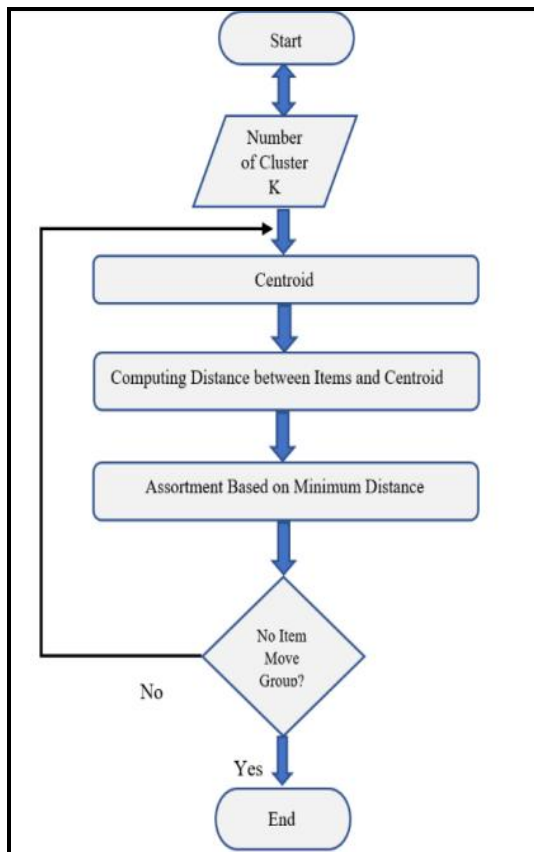 Start
Number
of Cluster
K
Centroid
Computing Distance between Items and Centroid
Assortment Based on Minimum Distance
No Item
Move
Group?
No
Yes
End